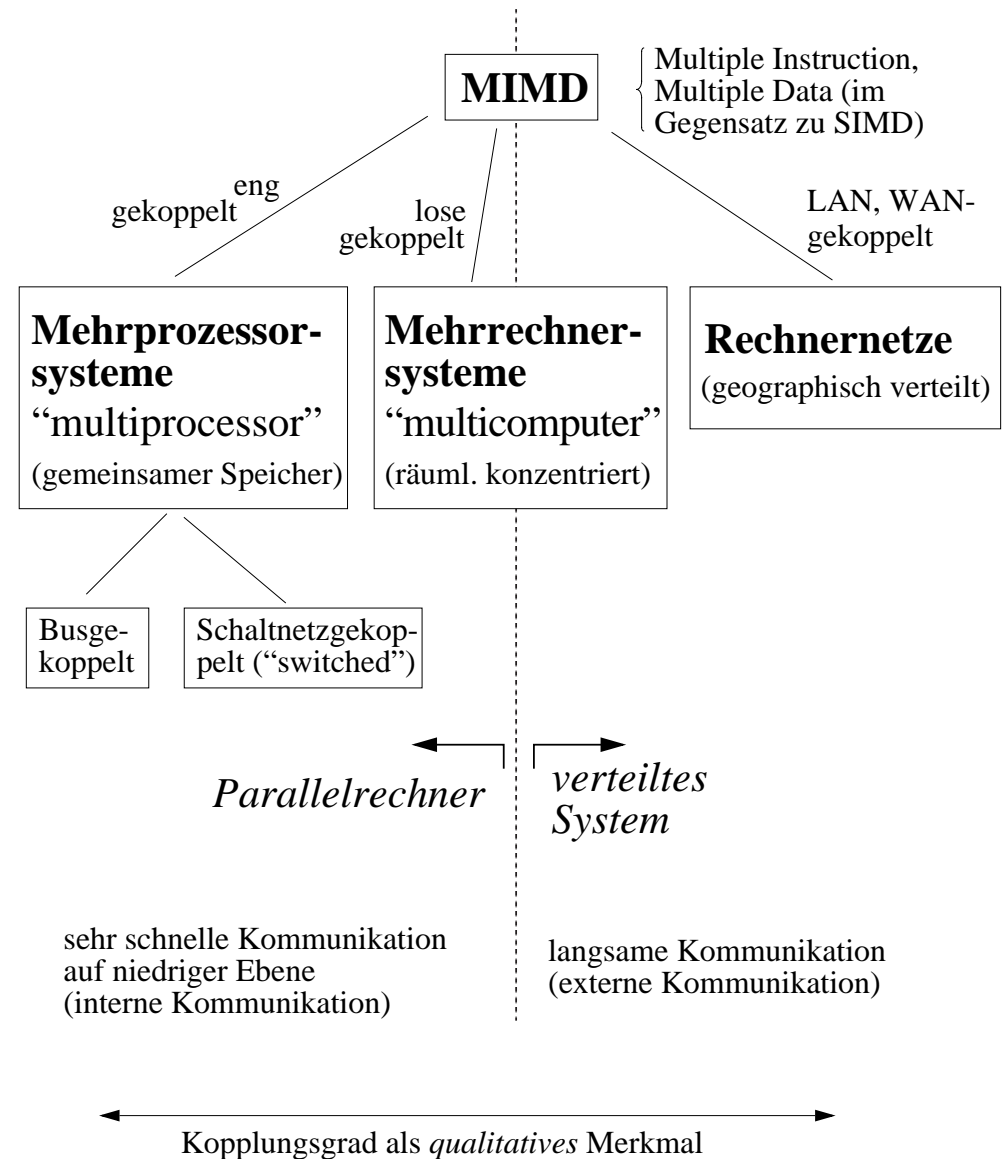 MIMD
Multiple Instruction,
Multiple Data (im
Gegensatz zu SIMD)
eng
gekoppelt
lose
gekoppelt
LAN, WAN-
gekoppelt
Mehrprozessor-
systeme
“multiprocessor”
(gemeinsamer Speicher)
Mehrrechner-
systeme
“multicomputer”
(räuml. konzentriert)
Rechnernetze
(geographisch verteilt)
Busge-
koppelt
Schaltnetzgekop-
pelt (“switched”)
Parallelrechner
verteiltes
System
sehr schnelle Kommunikation
auf niedriger Ebene
(interne Kommunikation)
langsame Kommunikation
(externe Kommunikation)
Kopplungsgrad als qualitatives Merkmal